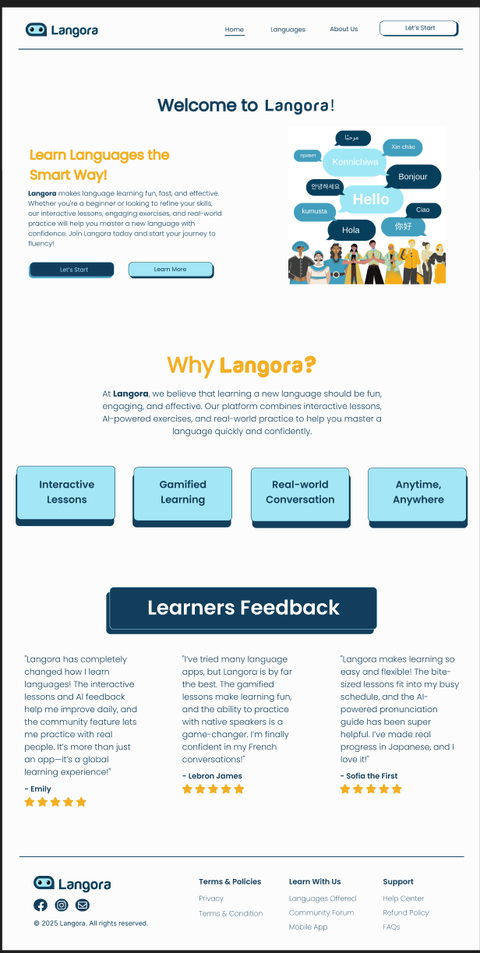 Langora
Home
Languages
About Us
Let's Start
Welcome to Langora!
Learn Languages the
Smart Way!
Langora makes language learning fun, fast, and effective.
Whether you're a beginner or looking to refine your skills,
our interactive lessons, engaging exercises, and real-world
practice will help you master a new language with
confidence. Join Langora today and start your journey to
fluency!
Let's Start
Learn More
مرحبًا
Xin chào
привет
Konnichiwa
Bonjour
안녕하세요
Hello
kumusta
Ciao
Hola
你好
Why Langora?
At Langora, we believe that learning a new language should be fun,
engaging, and effective. Our platform combines interactive lessons,
AI-powered exercises, and real-world practice to help you master a
language quickly and confidently.
Interactive
Lessons
Gamified
Learning
Real-world
Conversation
Anytime,
Anywhere
Learners Feedback
"Langora has completely
changed how I learn
languages! The interactive
lessons and AI feedback
help me improve daily, and
the community feature lets
me practice with real
people. It's more than just
an app—it's a global
learning experience!"
- Emily
"I've tried many language
apps, but Langora is by far
the best. The gamified
lessons make learning fun,
and the ability to practice
with native speakers is a
game-changer. I'm finally
confident in my French
conversations!"
- Lebron James
"Langora makes learning so
easy and flexible! The bite-
sized lessons fit into my busy
schedule, and the AI-
powered pronunciation
guide has been super
helpful. I've made real
progress in Japanese, and I
love it!"
- Sofia the First
Langora
© 2025 Langora. All rights reserved.
Terms & Policies
Privacy
Terms & Condition
Learn With Us
Languages Offered
Community Forum
Mobile App
Support
Help Center
Refund Policy
FAQs